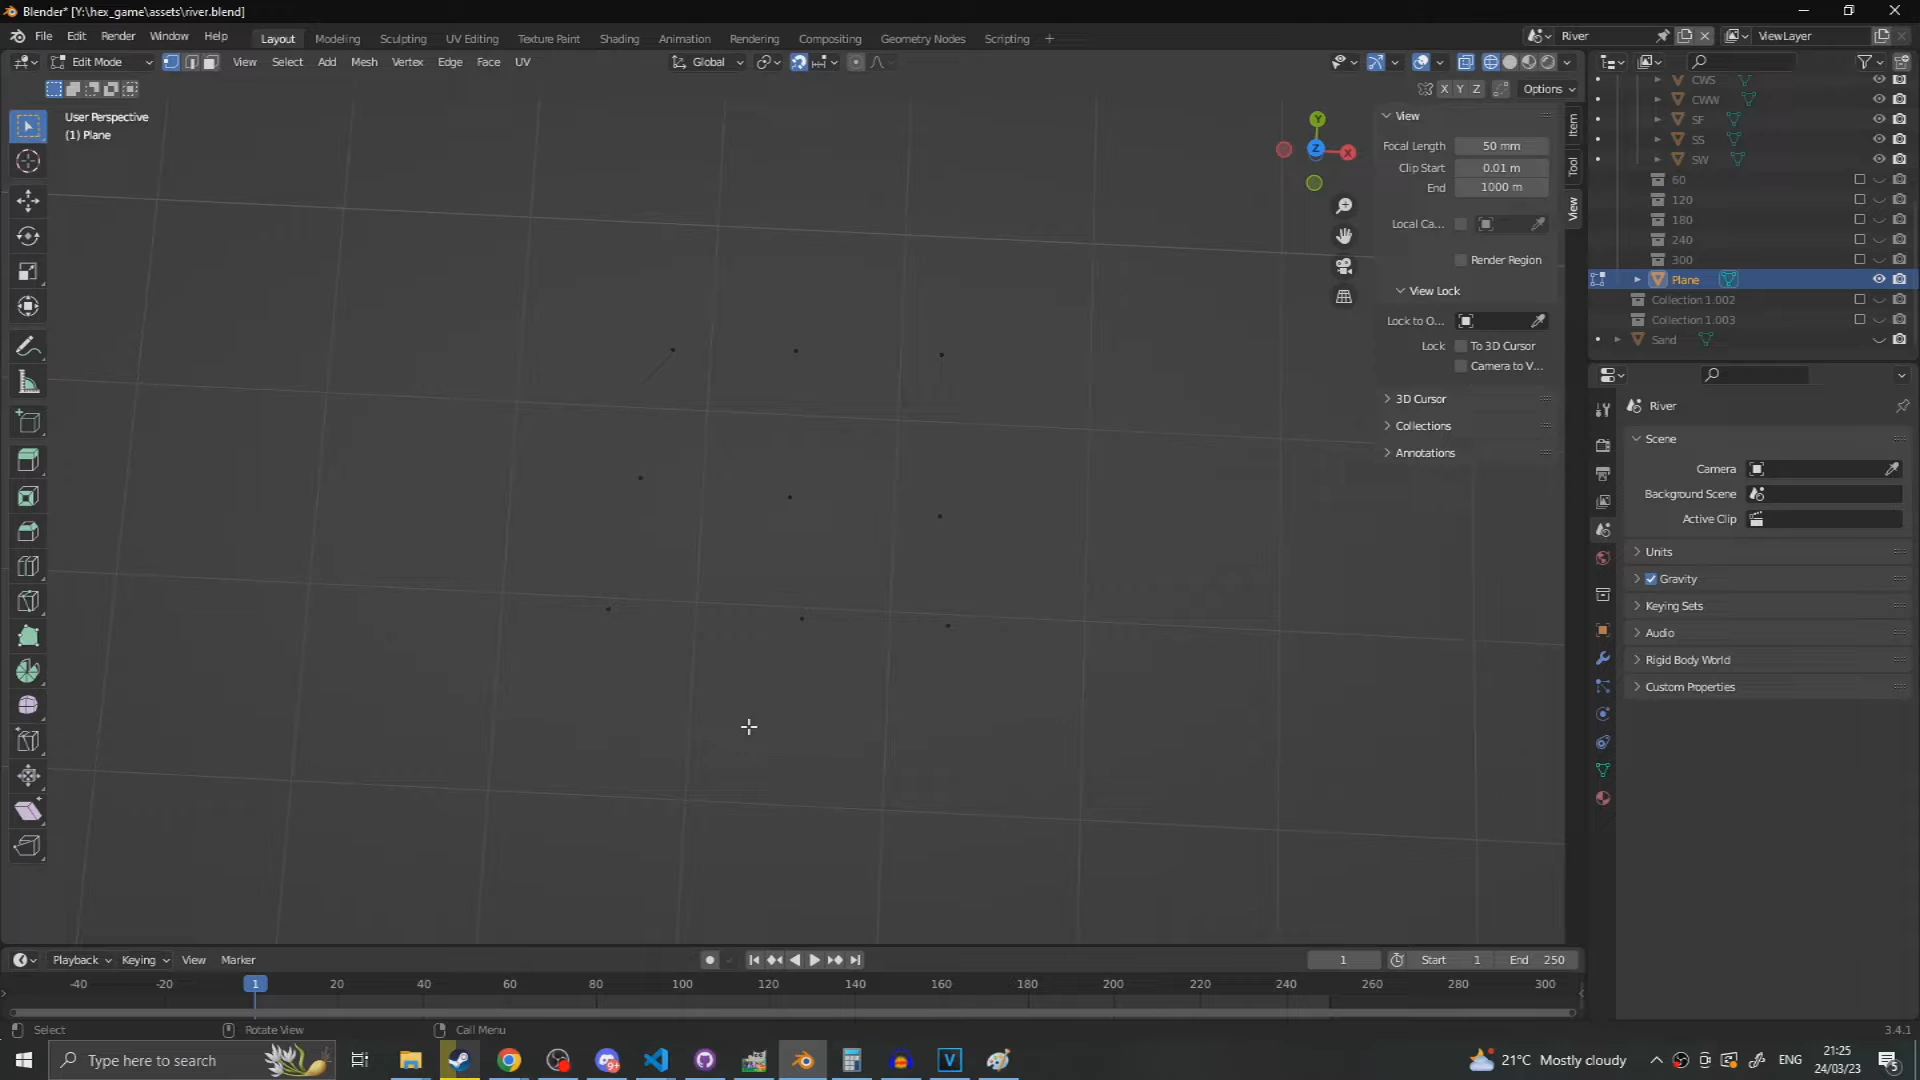 Blender* [Y:\hex_game\assets\river.blend]
File Edit Render Window Help Layout Modeling Sculpting UV Editing Texture Paint Shading Animation Rendering Compositing Geometry Nodes Scripting + River ViewLayer
Edit Mode View Select Add Mesh Vertex Edge Face UV Global
X Y Z Options
User Perspective
(1) Plane
Y
Z
X
View
Focal Length 50 mm
Clip Start 0.01 m
End 1000 m
Local Ca...
Render Region
View Lock
Lock to O...
Lock To 3D Cursor
Camera to V...
3D Cursor
Collections
Annotations
Item
Tool
View
CWS
CWW
SF
SS
SW
60
120
180
240
300
Plane
Collection 1.002
Collection 1.003
Sand
River
Scene
Camera
Background Scene
Active Clip
Units
Gravity
Keying Sets
Audio
Rigid Body World
Custom Properties
Playback Keying View Marker 1 Start 1 End 250
-40 -20 1 20 40 60 80 100 120 140 160 180 200 220 240 260 280 300
Select Rotate View Call Menu 3.4.1
Type here to search 21°C Mostly cloudy ENG 21:25
24/03/23 5